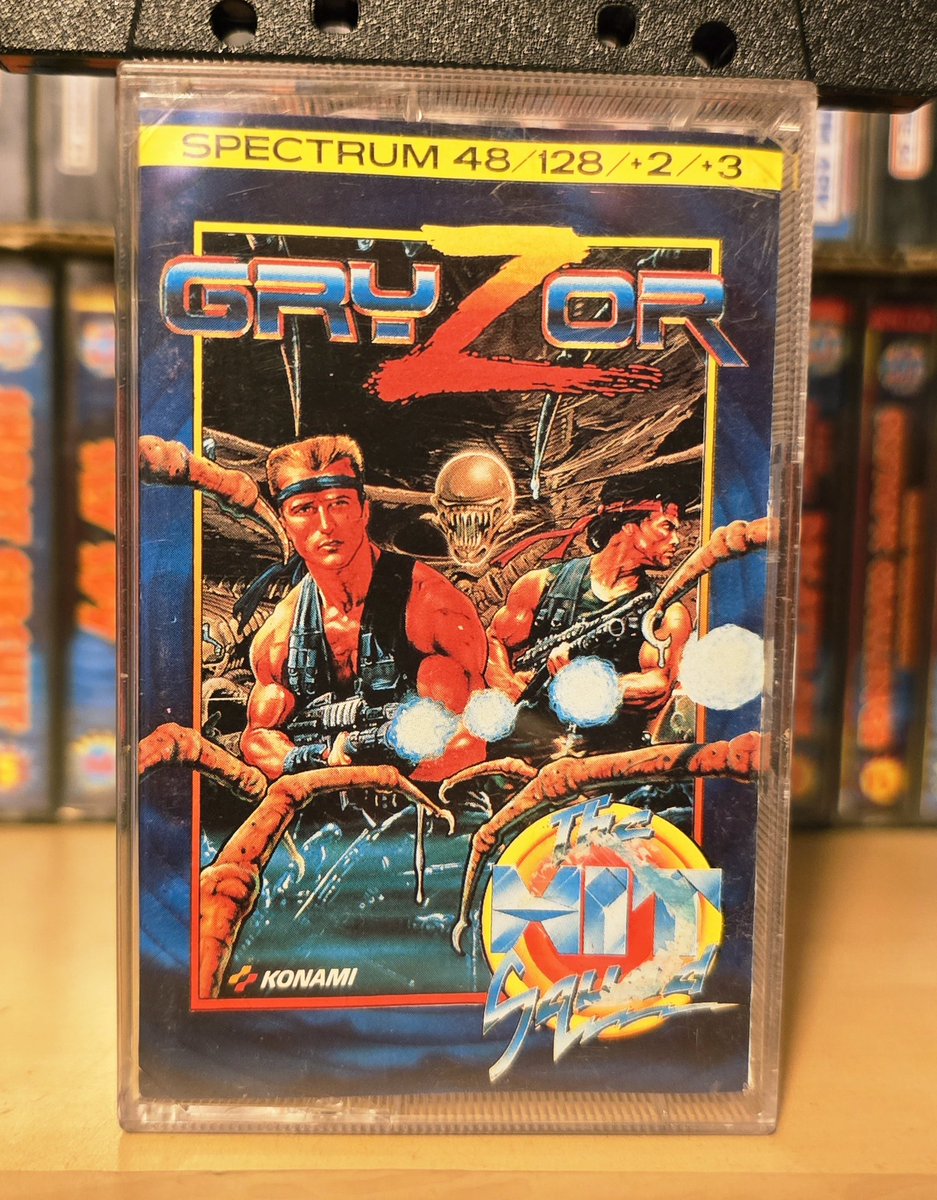 SPECTRUM 48/128/+2/+3
GRYZOR
KONAMI
The
HIT
Squad